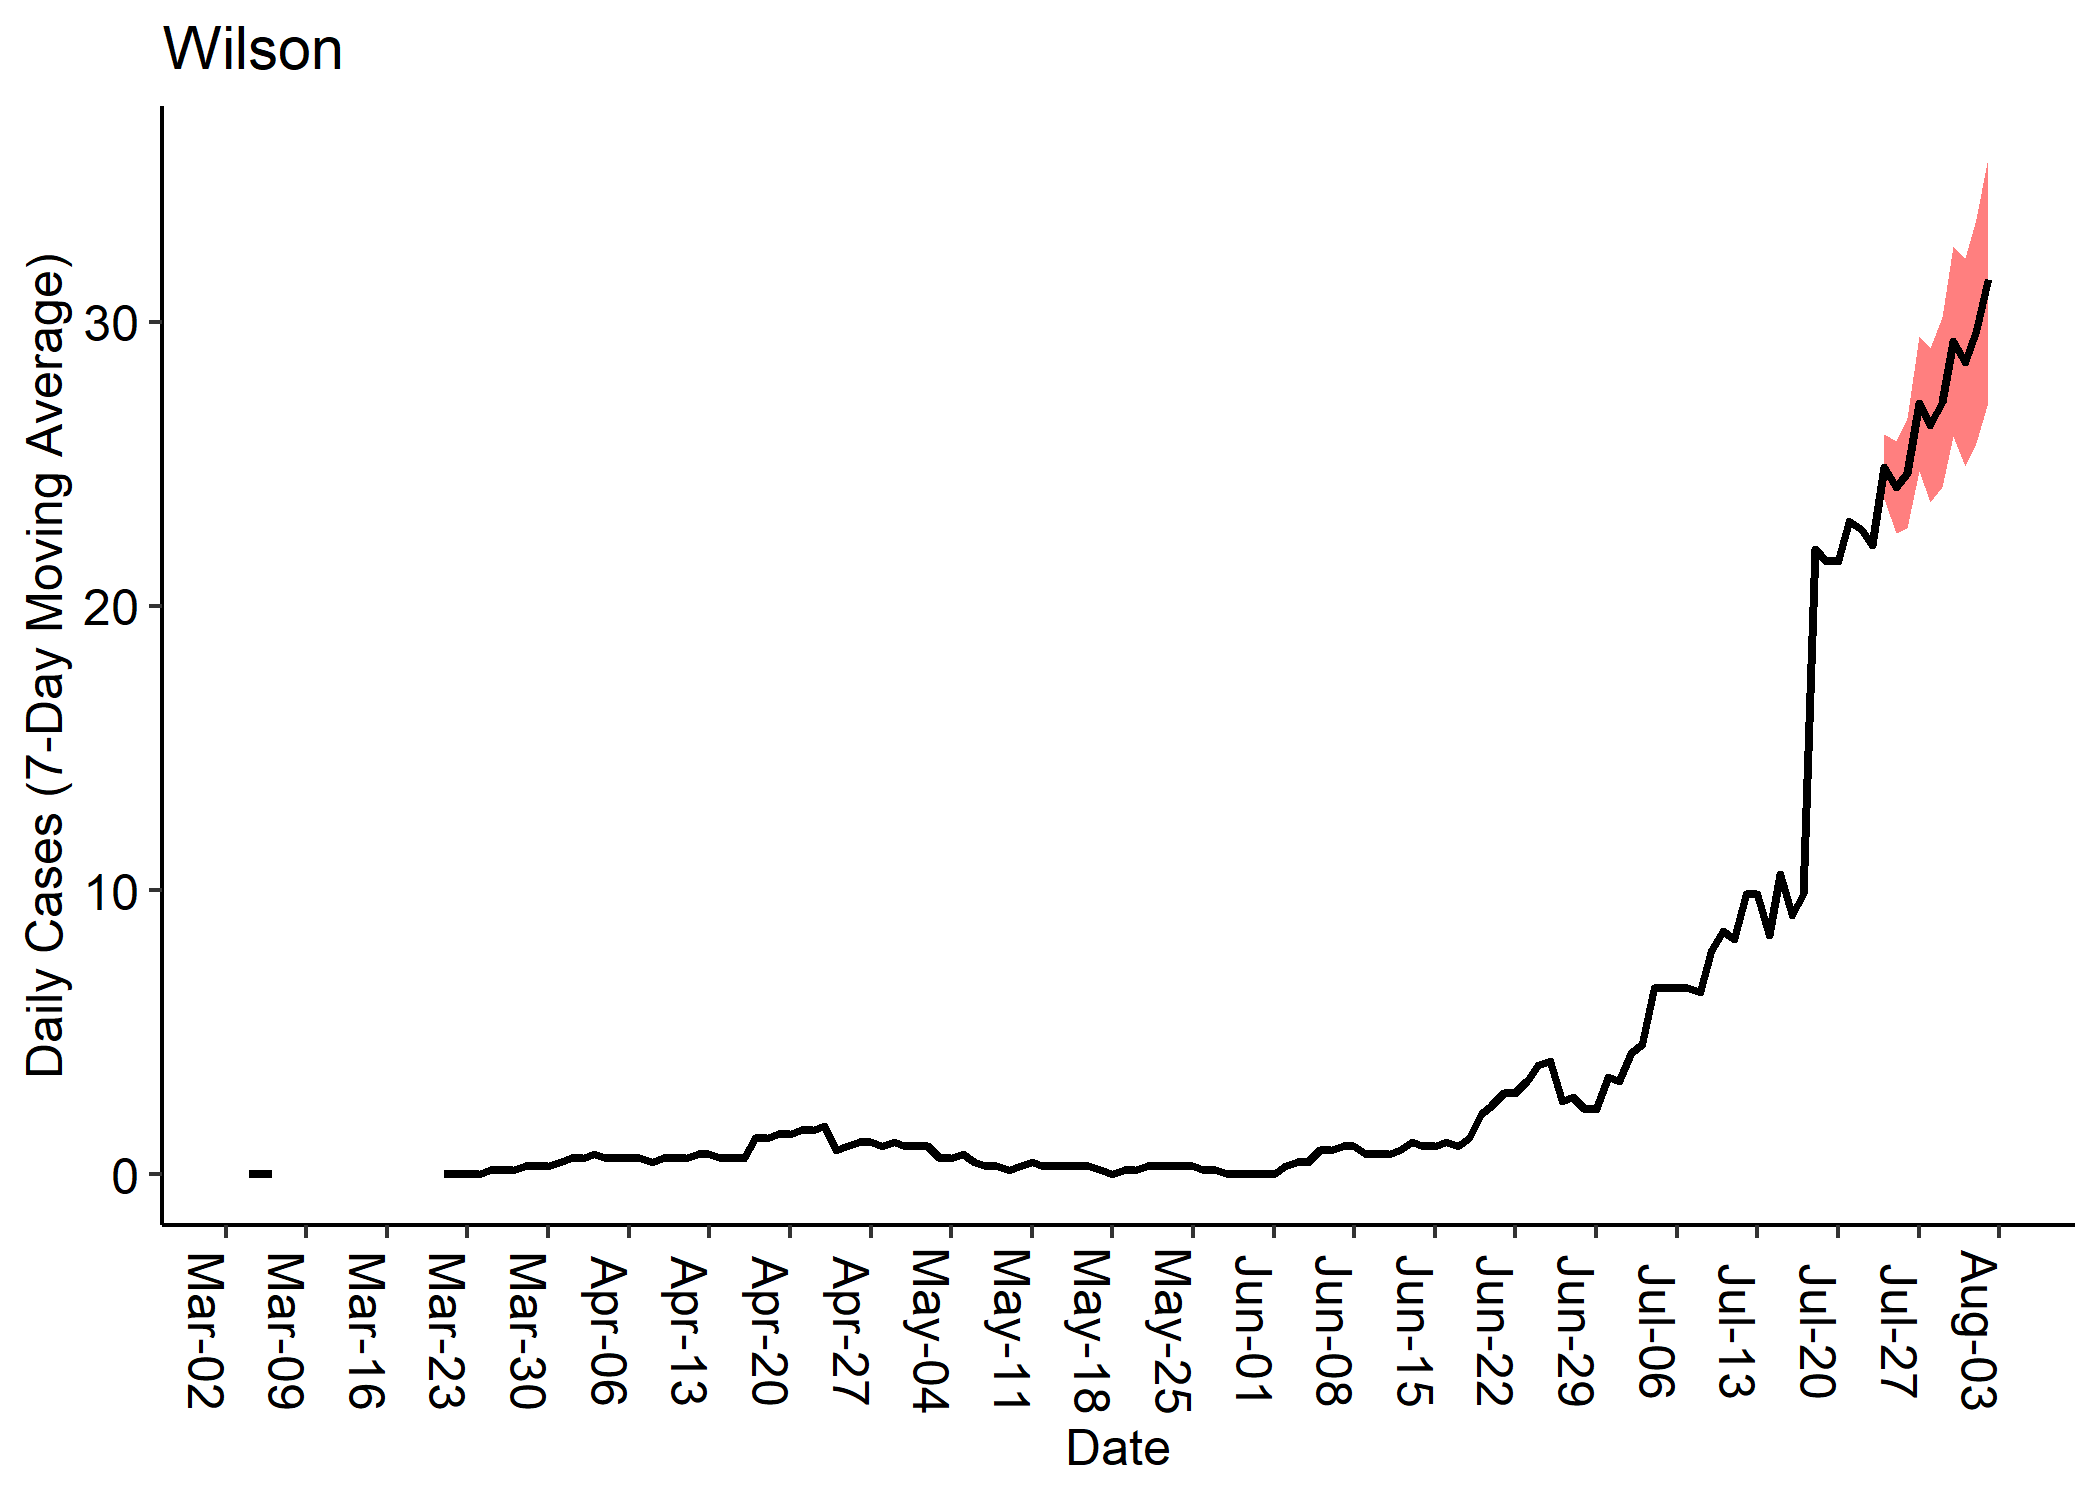 Wilson
Daily Cases (7-Day Moving Average)
30
20
10
0
Mar-02
Mar-09
Mar-16
Mar-23
Mar-30
Apr-06
Apr-13
Apr-20
Apr-27
May-04
May-11
May-18
May-25
Jun-01
Jun-08
Jun-15
Jun-22
Jun-29
Jul-06
Jul-13
Jul-20
Jul-27
Aug-03
Date